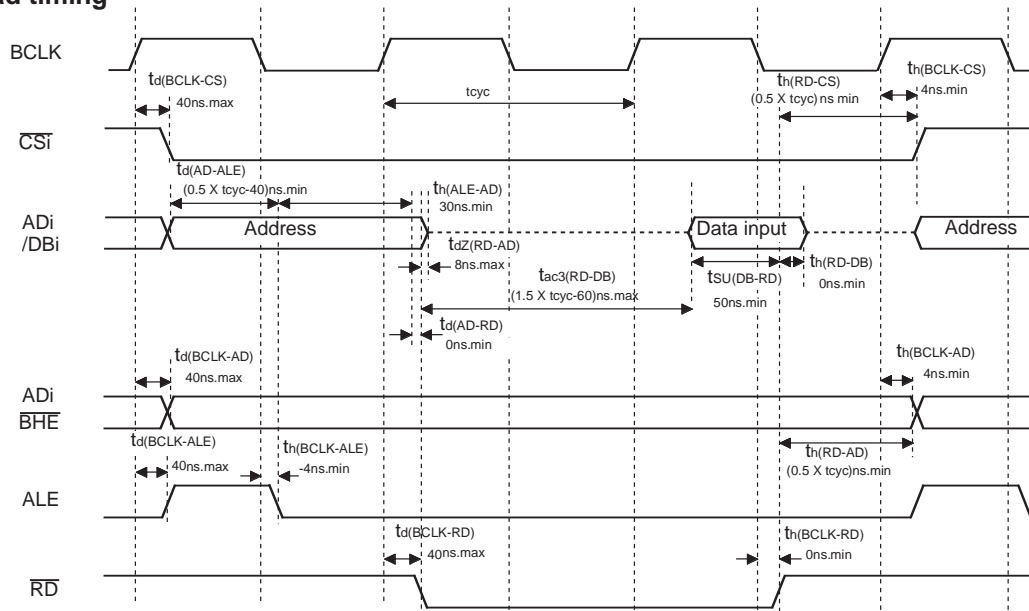 ad timing
BCLK
td(BCLK-CS)
40ns.max
tcyc
th(RD-CS)
(0.5 X tcyc) ns min
th(BCLK-CS)
4ns.min
CSi
td(AD-ALE)
(0.5 X tcyc-40)ns.min
th(ALE-AD)
30ns.min
ADi
/DBi
Address
Data input
Address
tdZ(RD-AD)
8ns.max
tac3(RD-DB)
(1.5 X tcyc-60)ns.max
tSU(DB-RD)
50ns.min
th(RD-DB)
0ns.min
td(AD-RD)
0ns.min
td(BCLK-AD)
40ns.max
th(BCLK-AD)
4ns.min
ADi
BHE
td(BCLK-ALE)
40ns.max
th(BCLK-ALE)
-4ns.min
th(RD-AD)
(0.5 X tcyc)ns.min
ALE
td(BCLK-RD)
40ns.max
th(BCLK-RD)
0ns.min
RD